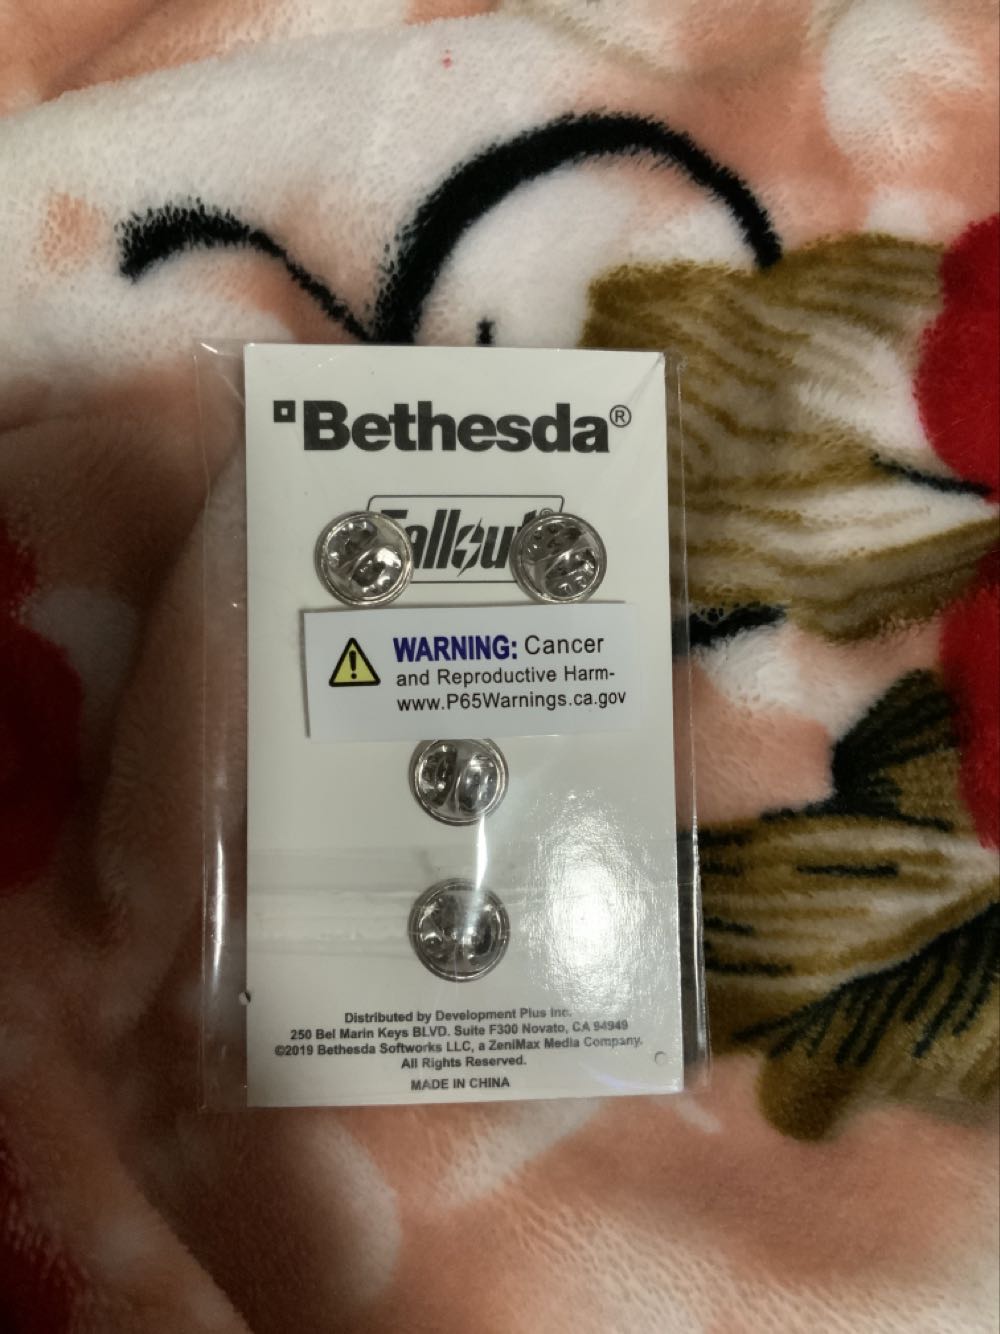 Bethesda®
Fallout®
WARNING: Cancer
and Reproductive Harm-
www.P65Warnings.ca.gov
Distributed by Development Plus Inc.
250 Bel Marin Keys BLVD. Suite F300 Novato, CA 94949
©2019 Bethesda Softworks LLC, a ZeniMax Media Company.
All Rights Reserved.
MADE IN CHINA